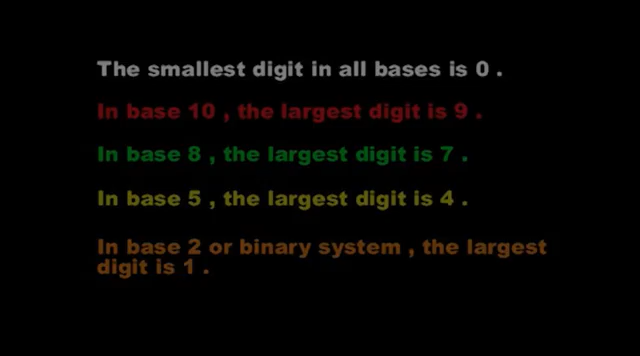 The smallest digit in all bases is 0 .
In base 10 , the largest digit is 9 .
In base 8 , the largest digit is 7 .
In base 5 , the largest digit is 4 .
In base 2 or binary system , the largest
digit is 1 .